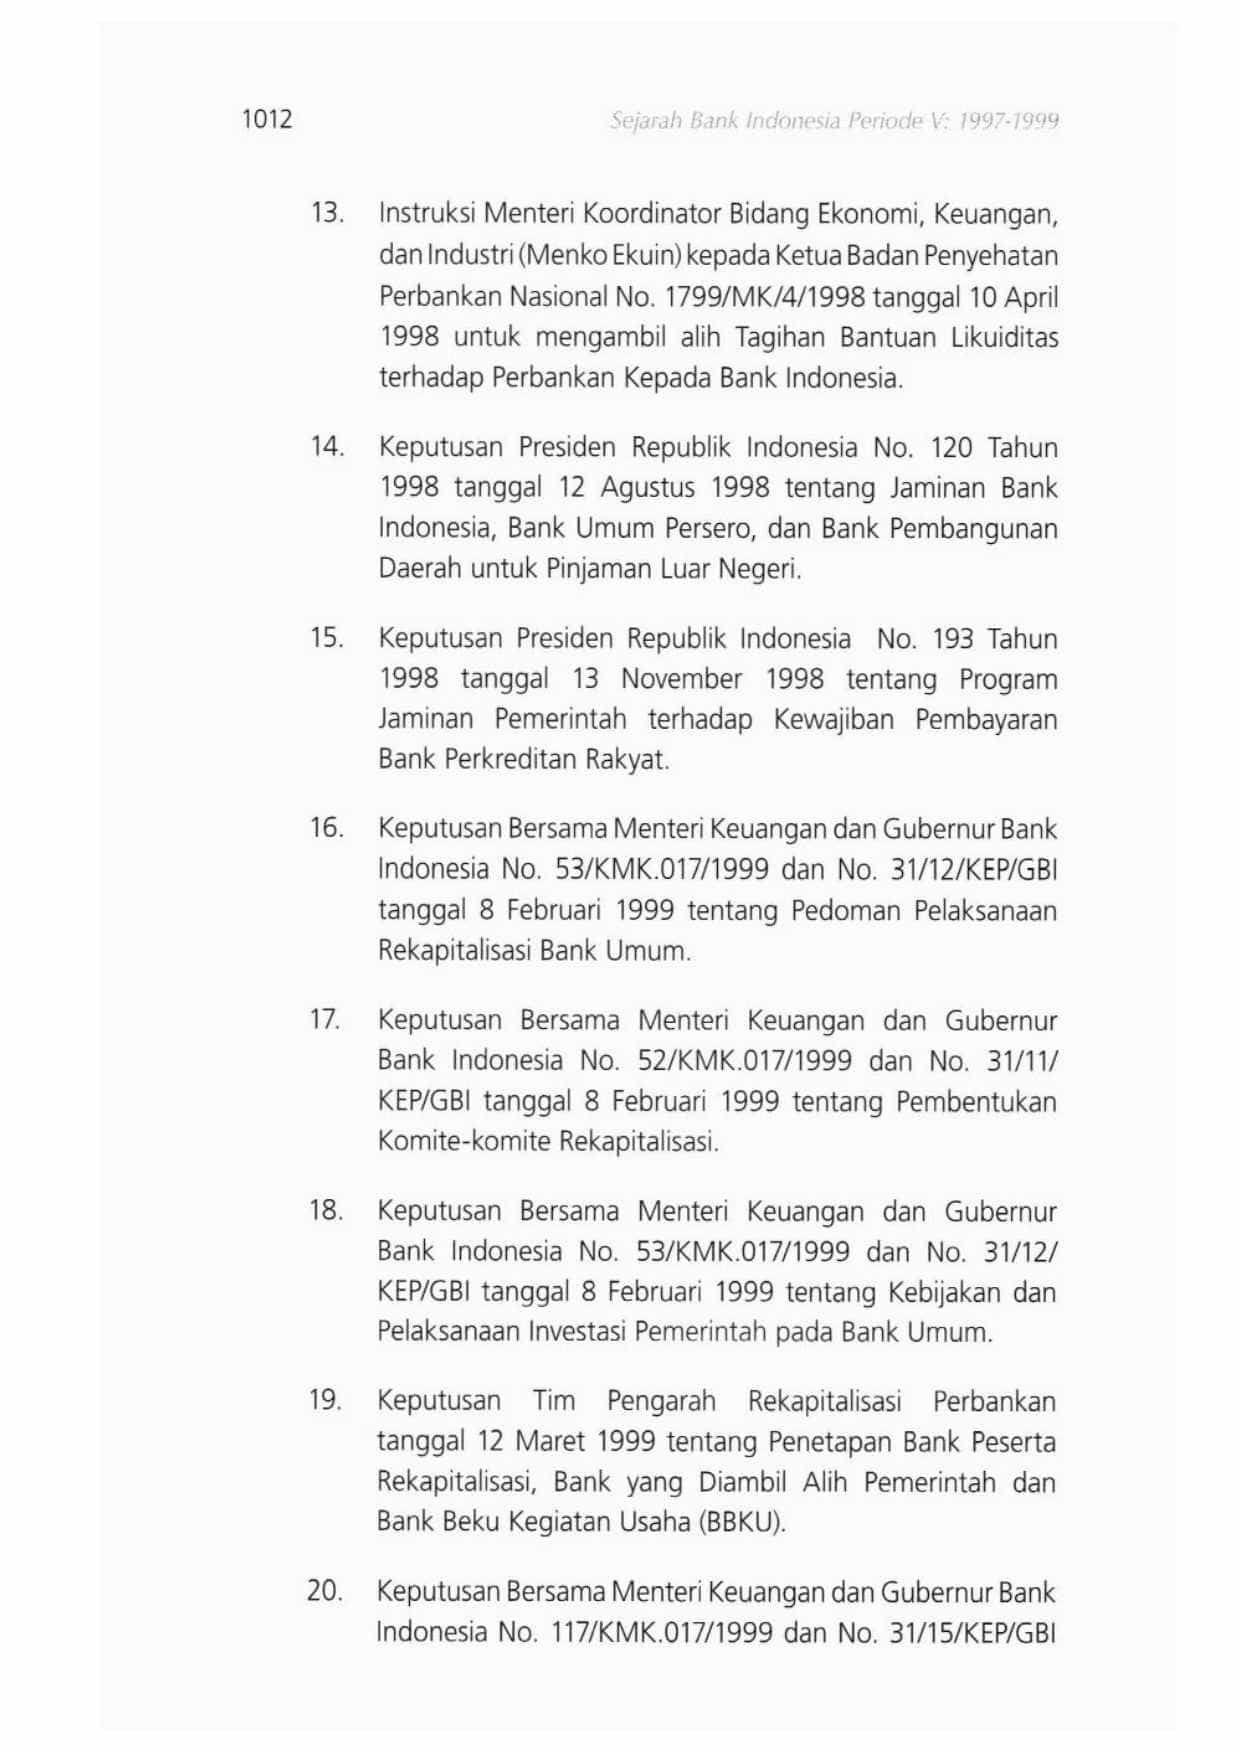 1012
Sejarah Bank Indonesia Periode V: 1997-1999
13. Instruksi Menteri Koordinator Bidang Ekonomi, Keuangan,
dan Industri (Menko Ekuin) kepada Ketua Badan Penyehatan
Perbankan Nasional No. 1799/MK/4/1998 tanggal 10 April
1998 untuk mengambil alih Tagihan Bantuan Likuiditas
terhadap Perbankan Kepada Bank Indonesia.
14. Keputusan Presiden Republik Indonesia No. 120 Tahun
1998 tanggal 12 Agustus 1998 tentang Jaminan Bank
Indonesia, Bank Umum Persero, dan Bank Pembangunan
Daerah untuk Pinjaman Luar Negeri.
15. Keputusan Presiden Republik Indonesia No. 193 Tahun
1998 tanggal 13 November 1998 tentang Program
Jaminan Pemerintah terhadap Kewajiban Pembayaran
Bank Perkreditan Rakyat.
16. Keputusan Bersama Menteri Keuangan dan Gubernur Bank
Indonesia No. 53/KMK.017/1999 dan No. 31/12/KEP/GBI
tanggal 8 Februari 1999 tentang Pedoman Pelaksanaan
Rekapitalisasi Bank Umum.
17. Keputusan Bersama Menteri Keuangan dan Gubernur
Bank Indonesia No. 52/KMK.017/1999 dan No. 31/11/
KEP/GBI tanggal 8 Februari 1999 tentang Pembentukan
Komite-komite Rekapitalisasi.
18. Keputusan Bersama Menteri Keuangan dan Gubernur
Bank Indonesia No. 53/KMK.017/1999 dan No. 31/12/
KEP/GBI tanggal 8 Februari 1999 tentang Kebijakan dan
Pelaksanaan Investasi Pemerintah pada Bank Umum.
19. Keputusan Tim Pengarah Rekapitalisasi Perbankan
tanggal 12 Maret 1999 tentang Penetapan Bank Peserta
Rekapitalisasi, Bank yang Diambil Alih Pemerintah dan
Bank Beku Kegiatan Usaha (BBKU).
20. Keputusan Bersama Menteri Keuangan dan Gubernur Bank
Indonesia No. 117/KMK.017/1999 dan No. 31/15/KEP/GBI